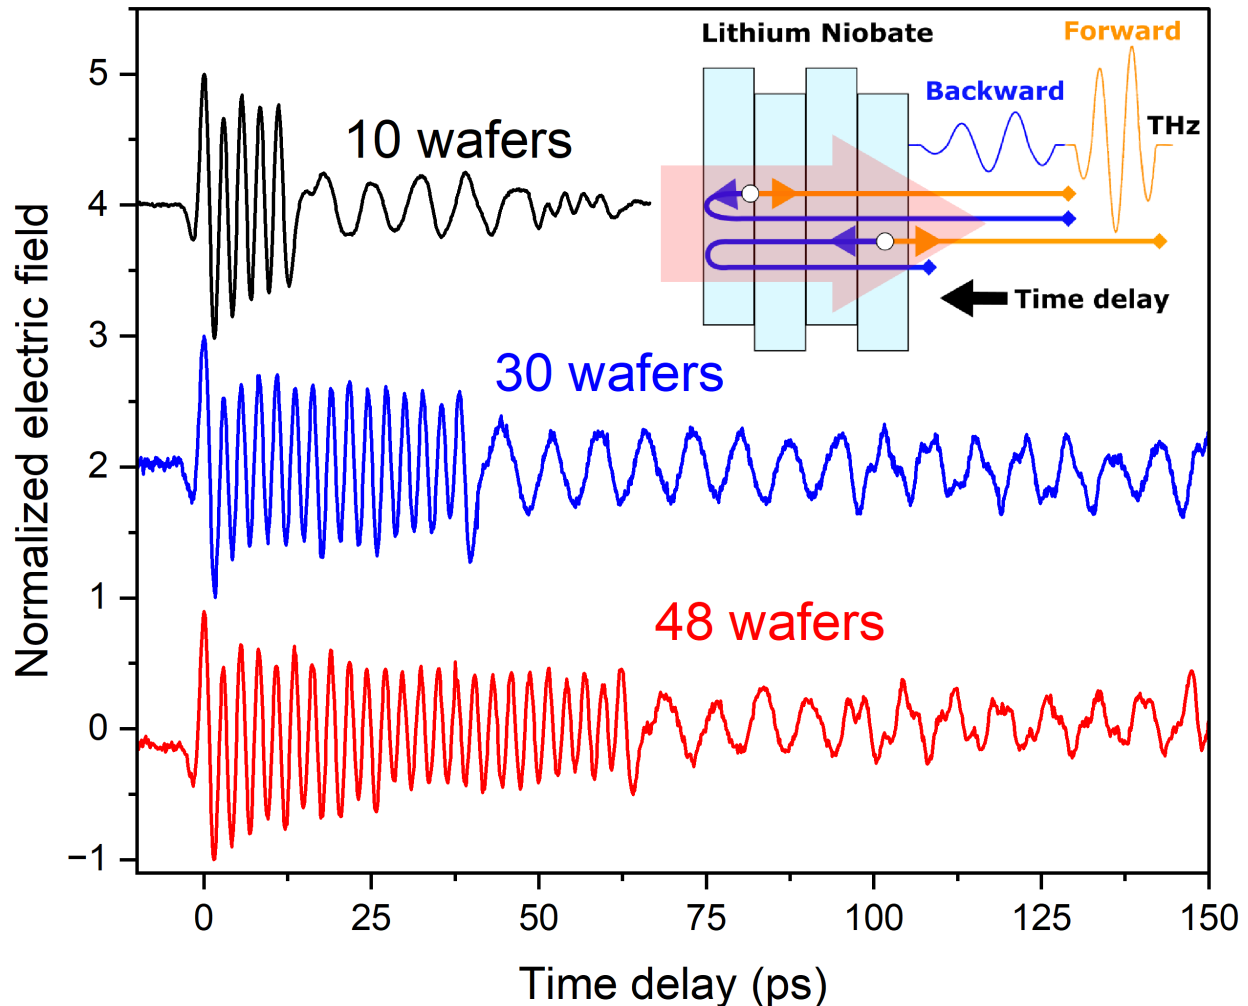 Normalized electric field
5
4
3
2
1
0
−1
10 wafers
30 wafers
48 wafers
Lithium Niobate
Forward
Backward
THz
Time delay
0
25
50
75
100
125
150
Time delay (ps)